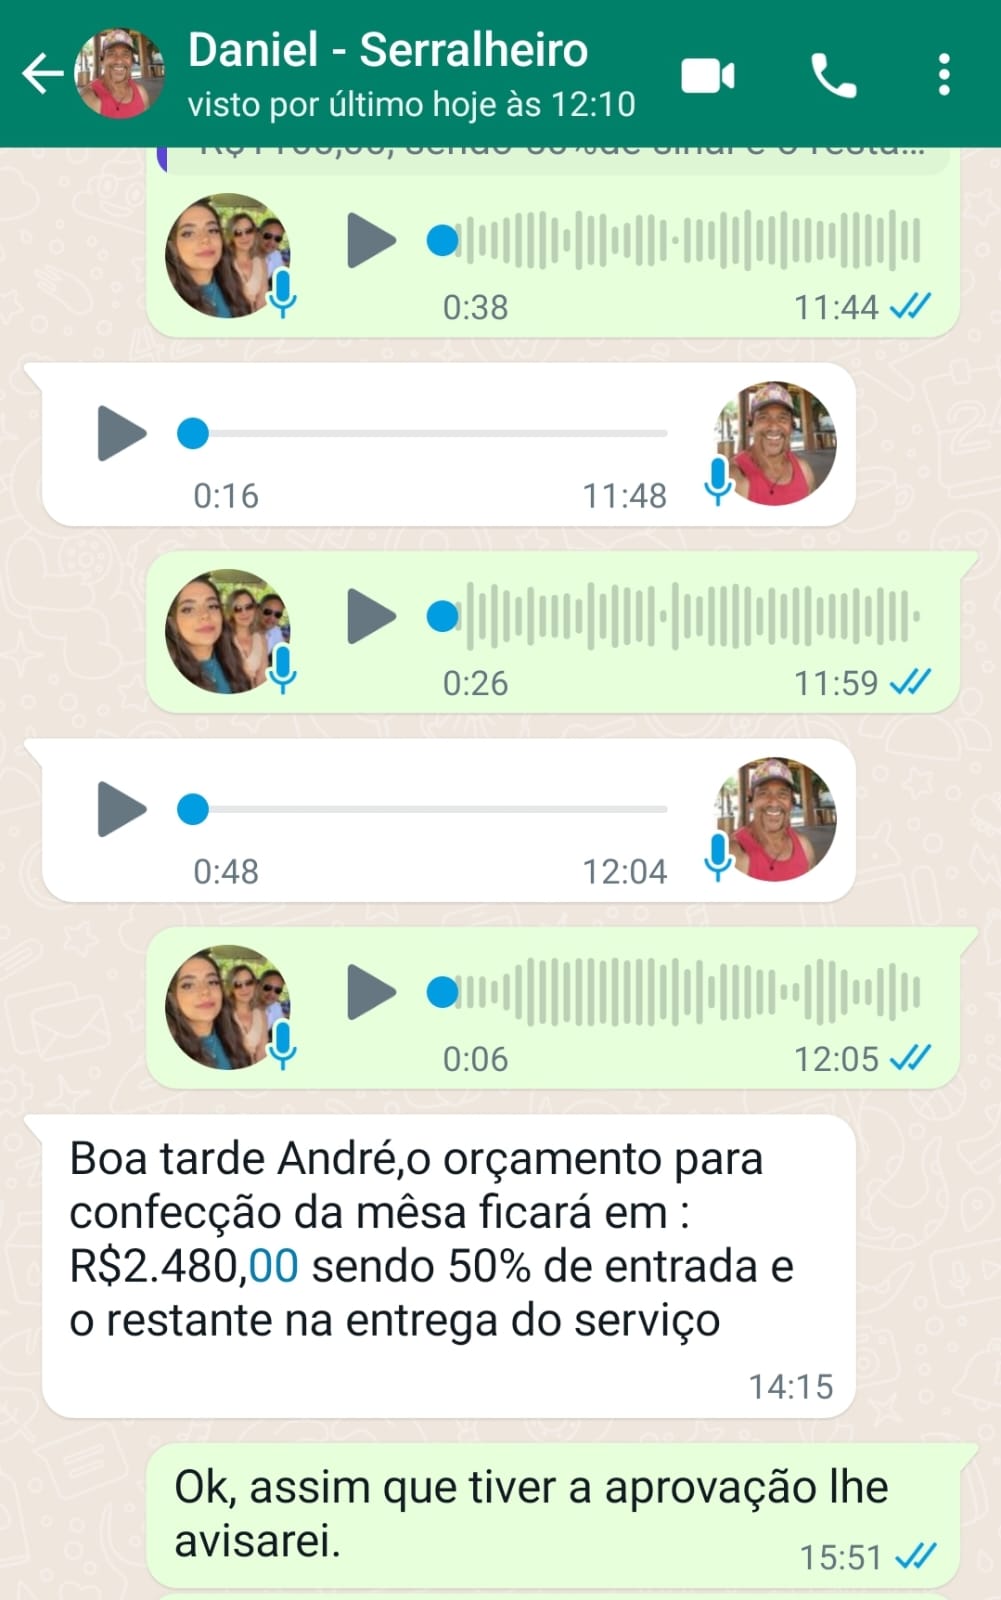 Daniel - Serralheiro
visto por último hoje às 12:10
0:38
11:44
0:16
11:48
0:26
11:59
0:48
12:04
0:06
12:05
Boa tarde André,o orçamento para
confecção da mêsa ficará em :
R$2.480,00 sendo 50% de entrada e
o restante na entrega do serviço
14:15
Ok, assim que tiver a aprovação lhe
avisarei.
15:51